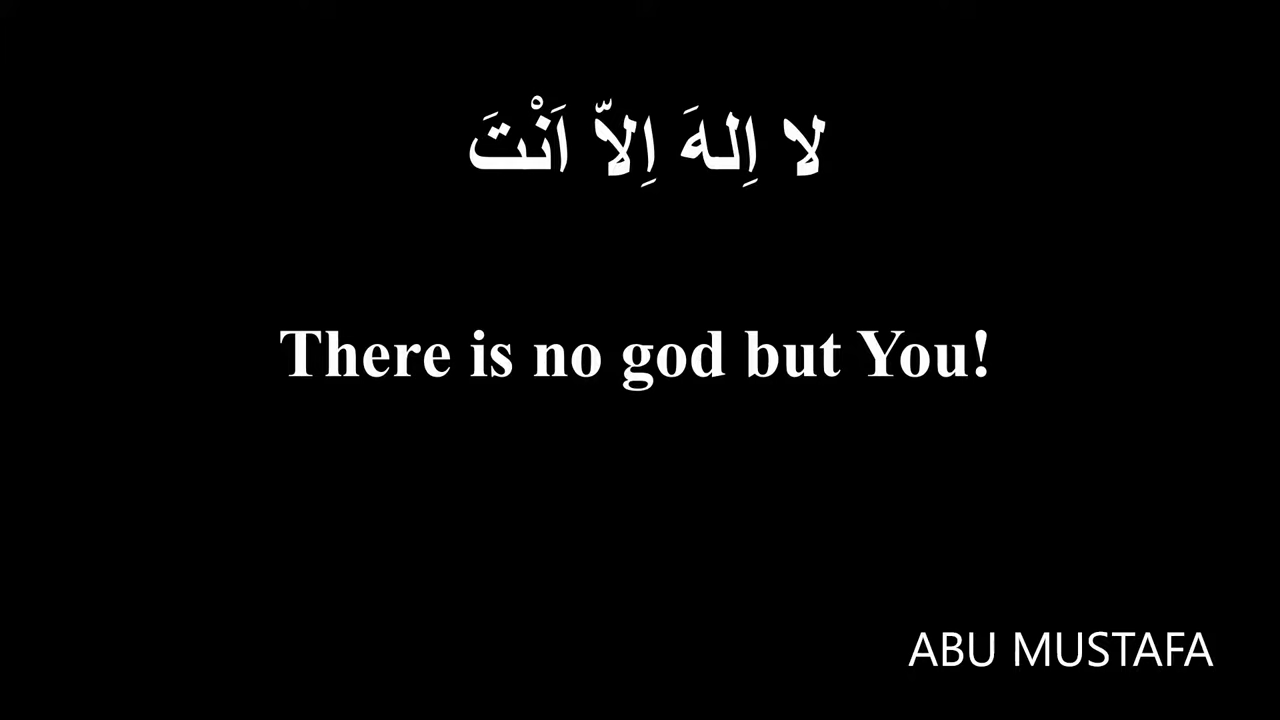 لا اِلهَ اِلاّ اَنْتَ
There is no god but You!
ABU MUSTAFA